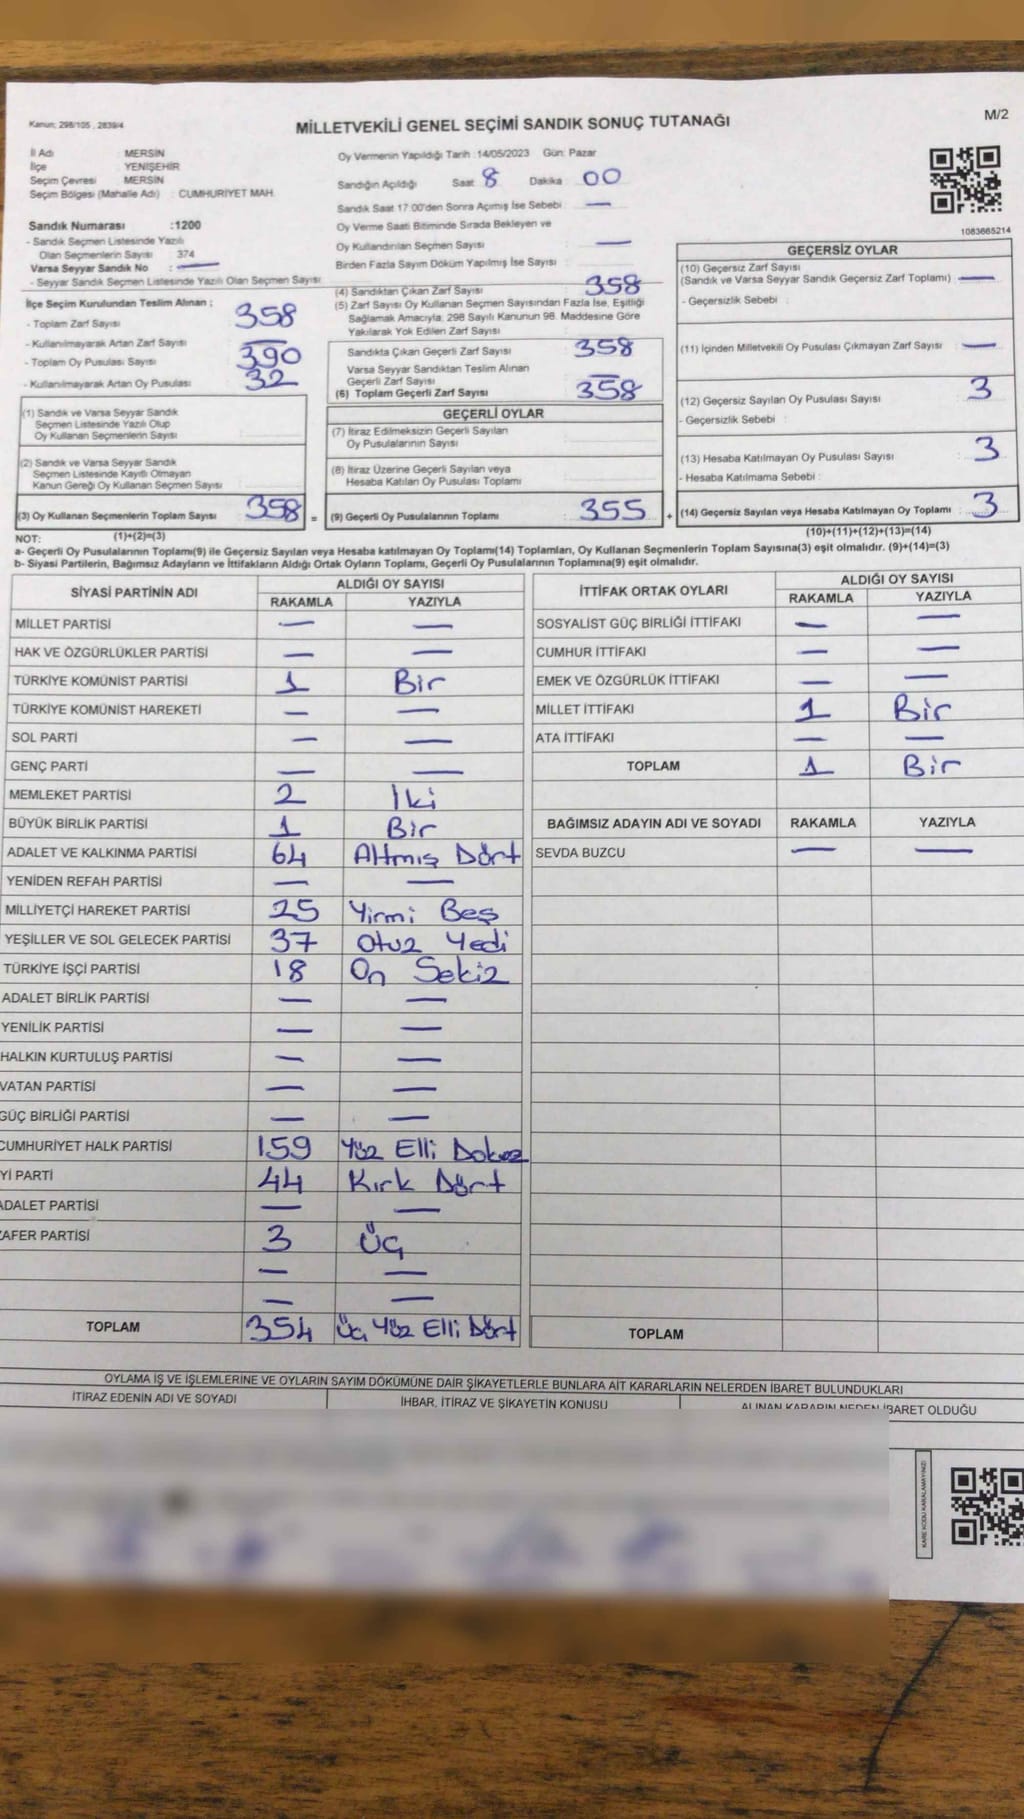 Kanun; 298/105 , 2839/4
MİLLETVEKİLİ GENEL SEÇİMİ SANDIK SONUÇ TUTANAĞI
M/2
İl Adı : MERSİN
İlçe YENİŞEHİR
Seçim Çevresi : MERSİN
Seçim Bölgesi (Mahalle Adı) : CUMHURİYET MAH.
Sandık Numarası :1200
- Sandık Seçmen Listesinde Yazılı
Olan Seçmenlerin Sayısı : 374
Varsa Seyyar Sandık No : —
- Seyyar Sandık Seçmen Listesinde Yazılı Olan Seçmen Sayısı
Oy Vermenin Yapıldığı Tarih :14/05/2023 Gün: Pazar
Sandığın Açıldığı Saat 8 Dakika 00
Sandık Saat 17:00'den Sonra Açımış İse Sebebi : —
Oy Verme Saati Bitiminde Sırada Bekleyen ve
Oy Kullandırılan Seçmen Sayısı : —
Birden Fazla Sayım Döküm Yapılmış İse Sayısı :
1083665214
İlçe Seçim Kurulundan Teslim Alınan ;
- Toplam Zarf Sayısı : 358
- Kullanılmayarak Artan Zarf Sayısı : —
- Toplam Oy Pusulası Sayısı : 390
- Kullanılmayarak Artan Oy Pusulası : 32
(1) Sandık ve Varsa Seyyar Sandık
Seçmen Listesinde Yazılı Olup
Oy Kullanan Seçmenlerin Sayısı :
(2) Sandık ve Varsa Seyyar Sandık
Seçmen Listesinde Kayıtlı Olmayan
Kanun Gereği Oy Kullanan Seçmen Sayısı :
(3) Oy Kullanan Seçmenlerin Toplam Sayısı : 358 =
(4) Sandıktan Çıkan Zarf Sayısı : 358
(5) Zarf Sayısı Oy Kullanan Seçmen Sayısından Fazla İse, Eşitliği
Sağlamak Amacıyla; 298 Sayılı Kanunun 98. Maddesine Göre
Yakılarak Yok Edilen Zarf Sayısı :
Sandıkta Çıkan Geçerli Zarf Sayısı : 358
Varsa Seyyar Sandıktan Teslim Alınan
Geçerli Zarf Sayısı : —
(6) Toplam Geçerli Zarf Sayısı : 358
GEÇERLİ OYLAR
(7) İtiraz Edilmeksizin Geçerli Sayılan
Oy Pusulalarının Sayısı :
(8) İtiraz Üzerine Geçerli Sayılan veya
Hesaba Katılan Oy Pusulası Toplamı :
(9) Geçerli Oy Pusulalarının Toplamı : 355 +
GEÇERSİZ OYLAR
(10) Geçersiz Zarf Sayısı
(Sandık ve Varsa Seyyar Sandık Geçersiz Zarf Toplamı) : —
- Geçersizlik Sebebi :
(11) İçinden Milletvekili Oy Pusulası Çıkmayan Zarf Sayısı : —
(12) Geçersiz Sayılan Oy Pusulası Sayısı : 3
- Geçersizlik Sebebi :
(13) Hesaba Katılmayan Oy Pusulası Sayısı : 3
- Hesaba Katılmama Sebebi :
(14) Geçersiz Sayılan veya Hesaba Katılmayan Oy Toplamı : 3
NOT: (1)+(2)=(3) (10)+(11)+(12)+(13)=(14)
a- Geçerli Oy Pusulalarının Toplamı(9) ile Geçersiz Sayılan veya Hesaba katılmayan Oy Toplamı(14) Toplamları, Oy Kullanan Seçmenlerin Toplam Sayısına(3) eşit olmalıdır. (9)+(14)=(3)
b- Siyasi Partilerin, Bağımsız Adayların ve İttifakların Aldığı Ortak Oyların Toplamı, Geçerli Oy Pusulalarının Toplamına(9) eşit olmalıdır.
SİYASİ PARTİNİN ADI ALDIĞI OY SAYISI
RAKAMLA YAZIYLA
MİLLET PARTİSİ — —
HAK VE ÖZGÜRLÜKLER PARTİSİ — —
TÜRKİYE KOMÜNİST PARTİSİ 1 Bir
TÜRKİYE KOMÜNİST HAREKETİ — —
SOL PARTİ — —
GENÇ PARTİ — —
MEMLEKET PARTİSİ 2 İki
BÜYÜK BİRLİK PARTİSİ 1 Bir
ADALET VE KALKINMA PARTİSİ 64 Altmış Dört
YENİDEN REFAH PARTİSİ — —
MİLLİYETÇİ HAREKET PARTİSİ 25 Yirmi Beş
YEŞİLLER VE SOL GELECEK PARTİSİ 37 Otuz Yedi
TÜRKİYE İŞÇİ PARTİSİ 18 On Sekiz
ADALET BİRLİK PARTİSİ — —
YENİLİK PARTİSİ — —
HALKIN KURTULUŞ PARTİSİ — —
VATAN PARTİSİ — —
GÜÇ BİRLİĞİ PARTİSİ — —
CUMHURİYET HALK PARTİSİ 159 Yüz Elli Dokuz
Yİ PARTİ 44 Kırk Dört
ADALET PARTİSİ — —
ZAFER PARTİSİ 3 Üç
— —
— —
TOPLAM 354 Üç Yüz Elli Dört
İTTİFAK ORTAK OYLARI ALDIĞI OY SAYISI
RAKAMLA YAZIYLA
SOSYALİST GÜÇ BİRLİĞİ İTTİFAKI — —
CUMHUR İTTİFAKI — —
EMEK VE ÖZGÜRLÜK İTTİFAKI — —
MİLLET İTTİFAKI 1 Bir
ATA İTTİFAKI — —
TOPLAM 1 Bir
BAĞIMSIZ ADAYIN ADI VE SOYADI RAKAMLA YAZIYLA
SEVDA BUZCU — —
TOPLAM
OYLAMA İŞ VE İŞLEMLERİNE VE OYLARIN SAYIM DÖKÜMÜNE DAİR ŞİKAYETLERLE BUNLARA AİT KARARLARIN NELERDEN İBARET BULUNDUKLARI
İTİRAZ EDENİN ADI VE SOYADI İHBAR, İTİRAZ VE ŞİKAYETİN KONUSU ALINAN KARARIN NEDEN İBARET OLDUĞU
KARE KODU KARALAMAYINIZ!